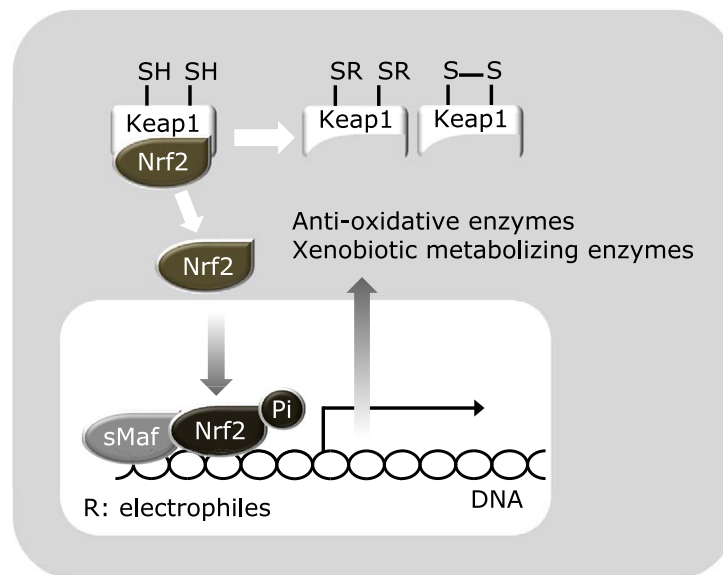 SH SH
SR SR
S—S
Keap1
Keap1
Keap1
Nrf2
Nrf2
Anti-oxidative enzymes
Xenobiotic metabolizing enzymes
sMaf
Nrf2
Pi
R: electrophiles
DNA